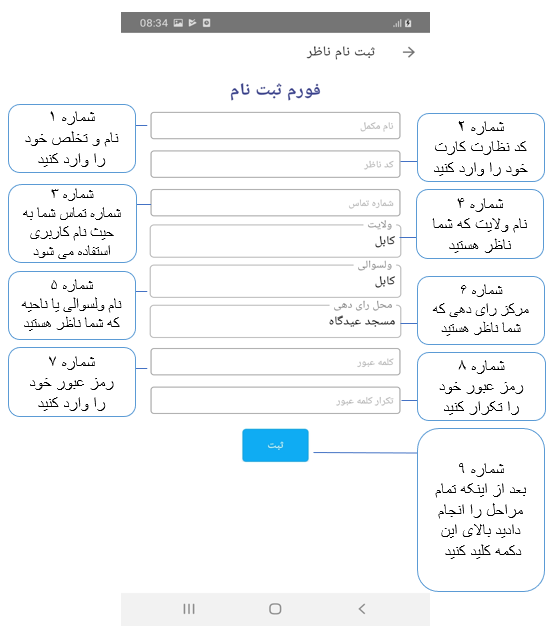 08:34
ثبت نام ناظر
فورم ثبت نام
شماره ۱
نام و تخلص خود
را وارد کنید
نام مکمل
شماره ۲
کد نظارت کارت
خود را وارد کنید
کد ناظر
شماره ۳
شماره تماس شما به
حیث نام کاربری
استفاده می شود
شماره تماس
شماره ۴
نام ولایت که شما
ناظر هستید
ولایت
کابل
شماره ۵
نام ولسوالی یا ناحیه
که شما ناظر هستید
ولسوالی
کابل
شماره ۶
مرکز رای دهی که
شما ناظر هستید
محل رای دهی
مسجد عیدگاه
شماره ۷
رمز عبور خود
را وارد کنید
کلمه عبور
شماره ۸
رمز عبور خود
را تکرار کنید
تکرار کلمه عبور
ثبت
شماره ۹
بعد از اینکه تمام
مراحل را انجام
دادید بالای این
دکمه کلید کنید